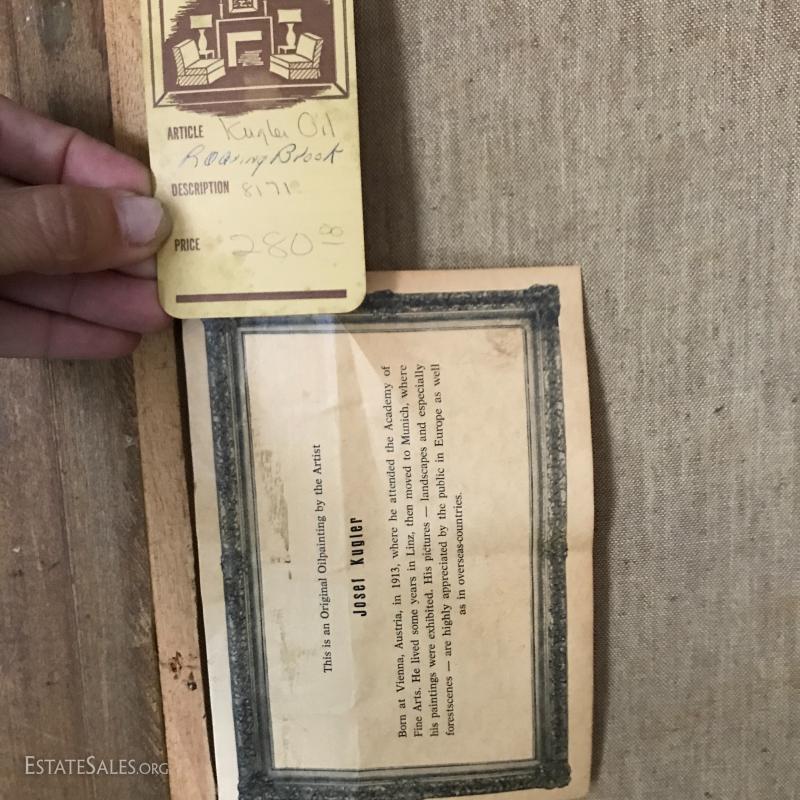 ARTICLE Kugler Oil
Roaring Brook
DESCRIPTION 8171
PRICE 280.00
This is an Original Oilpainting by the Artist
Josef Kugler
Born at Vienna, Austria, in 1913, where he attended the Academy of
Fine Arts. He lived some years in Linz, then moved to Munich, where
his paintings were exhibited. His pictures — landscapes and especially
forestscenes — are highly appreciated by the public in Europe as well
as in overseas-countries.
ESTATESALES.ORG